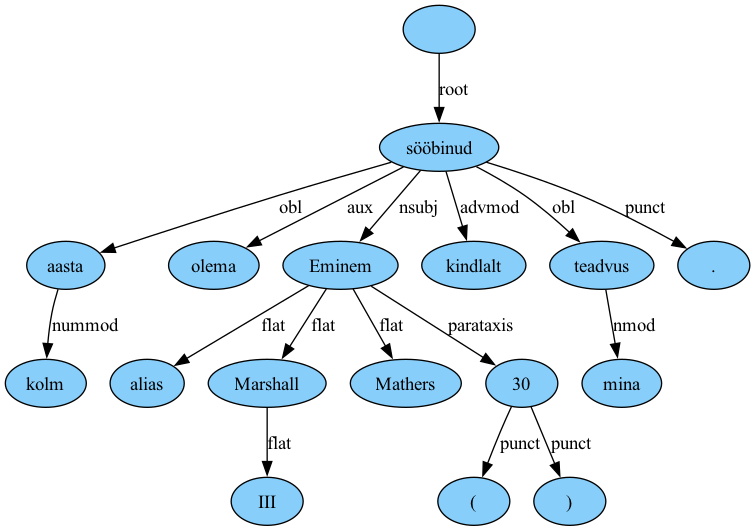 root
sööbinud
obl aux nsubj advmod obl punct
aasta olema Eminem kindlalt teadvus .
nummod flat flat flat parataxis nmod
kolm alias Marshall Mathers 30 mina
flat punct punct
III ( )